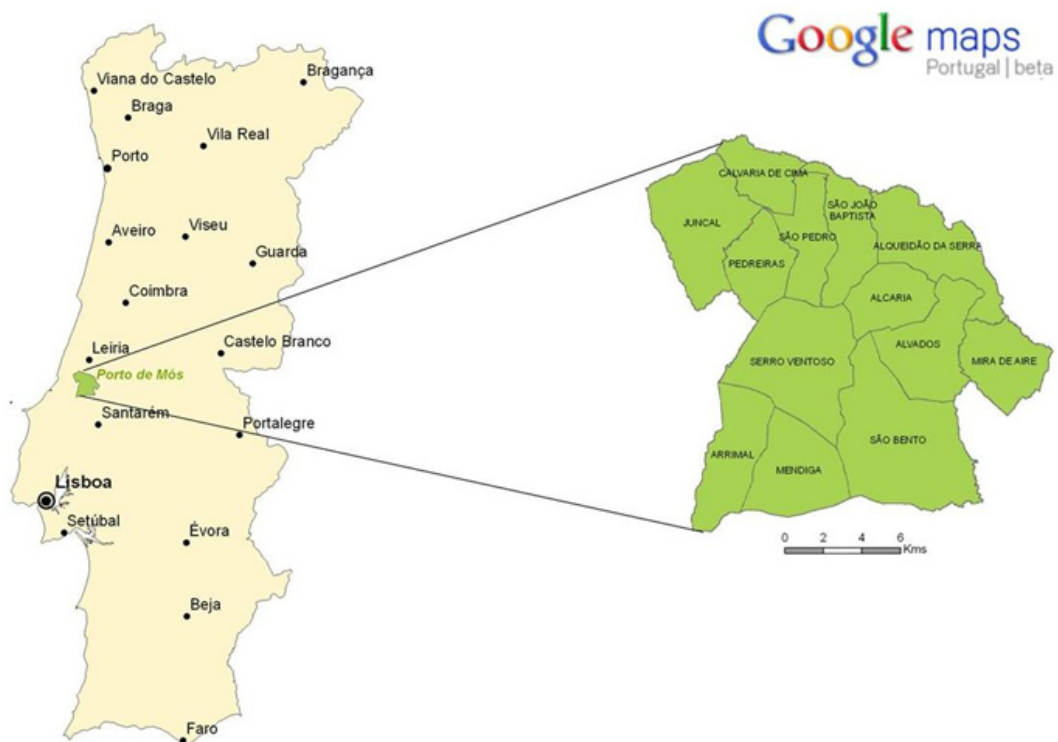 Google maps
Portugal | beta
Viana do Castelo
Bragança
Braga
Vila Real
Porto
Aveiro
Viseu
Guarda
Coimbra
Leiria
Castelo Branco
Porto de Mós
Santarém
Portalegre
Lisboa
Setúbal
Évora
Beja
Faro
CALVARIA DE CIMA
SÃO JOÃO
BAPTISTA
JUNCAL
SÃO PEDRO
ALQUEIDÃO DA SERRA
PEDREIRAS
ALCARIA
ALVADOS
SERRO VENTOSO
MIRA DE AIRE
SÃO BENTO
ARRIMAL
MENDIGA
0 2 4 6
Kms